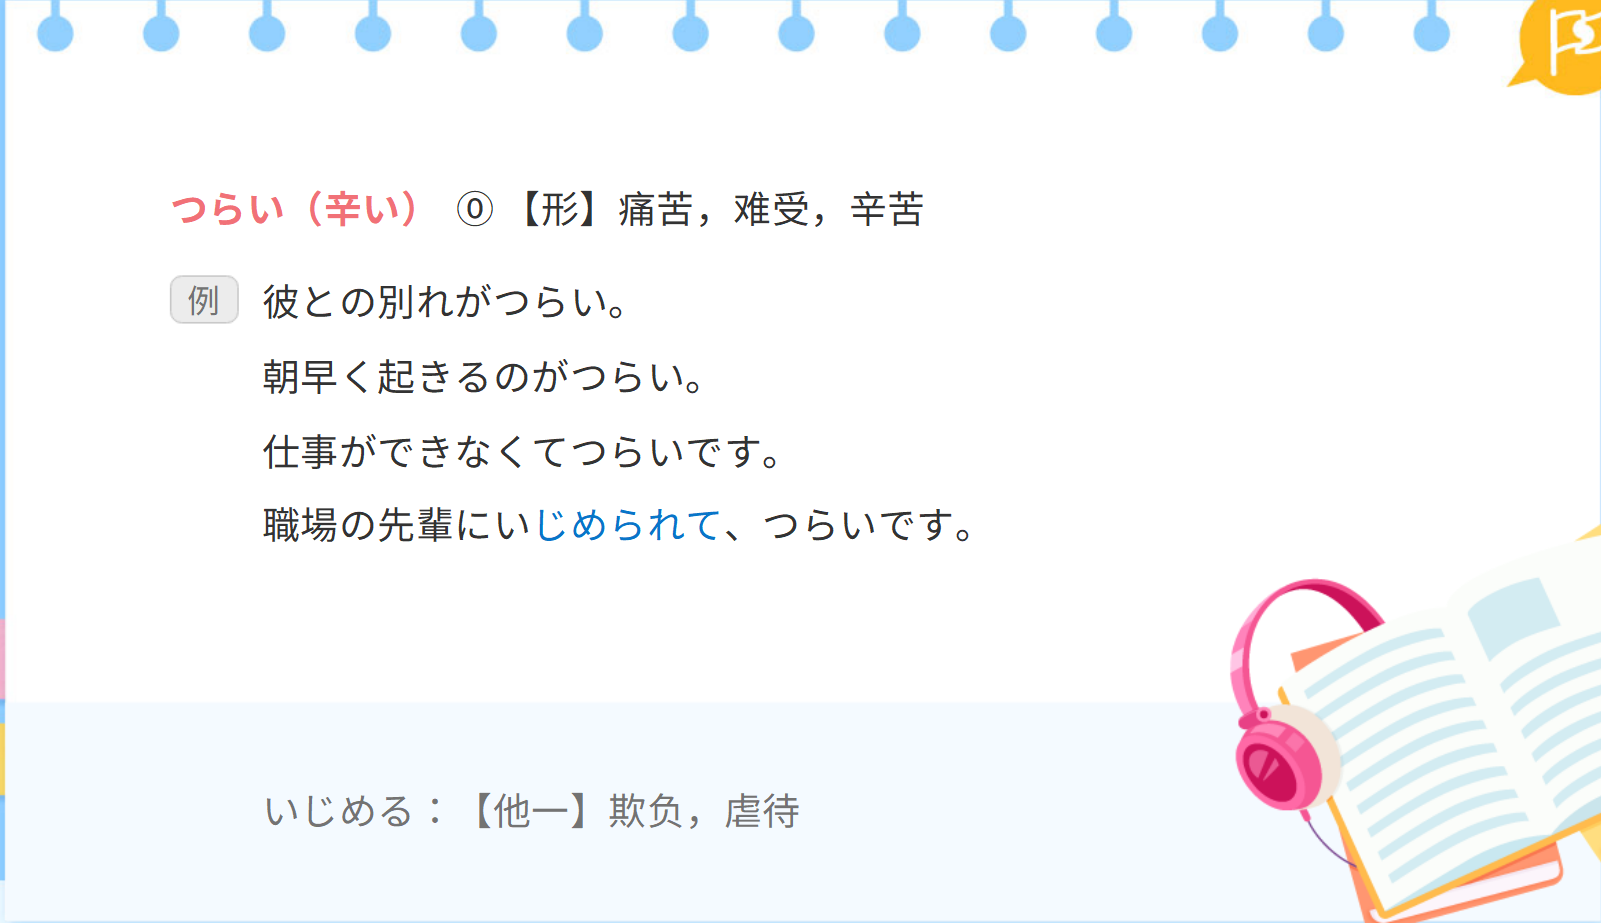 つらい（辛い） ⓪【形】痛苦，难受，辛苦
例 彼との別れがつらい。
朝早く起きるのがつらい。
仕事ができなくてつらいです。
職場の先輩にいじめられて、つらいです。
いじめる：【他一】欺负，虐待